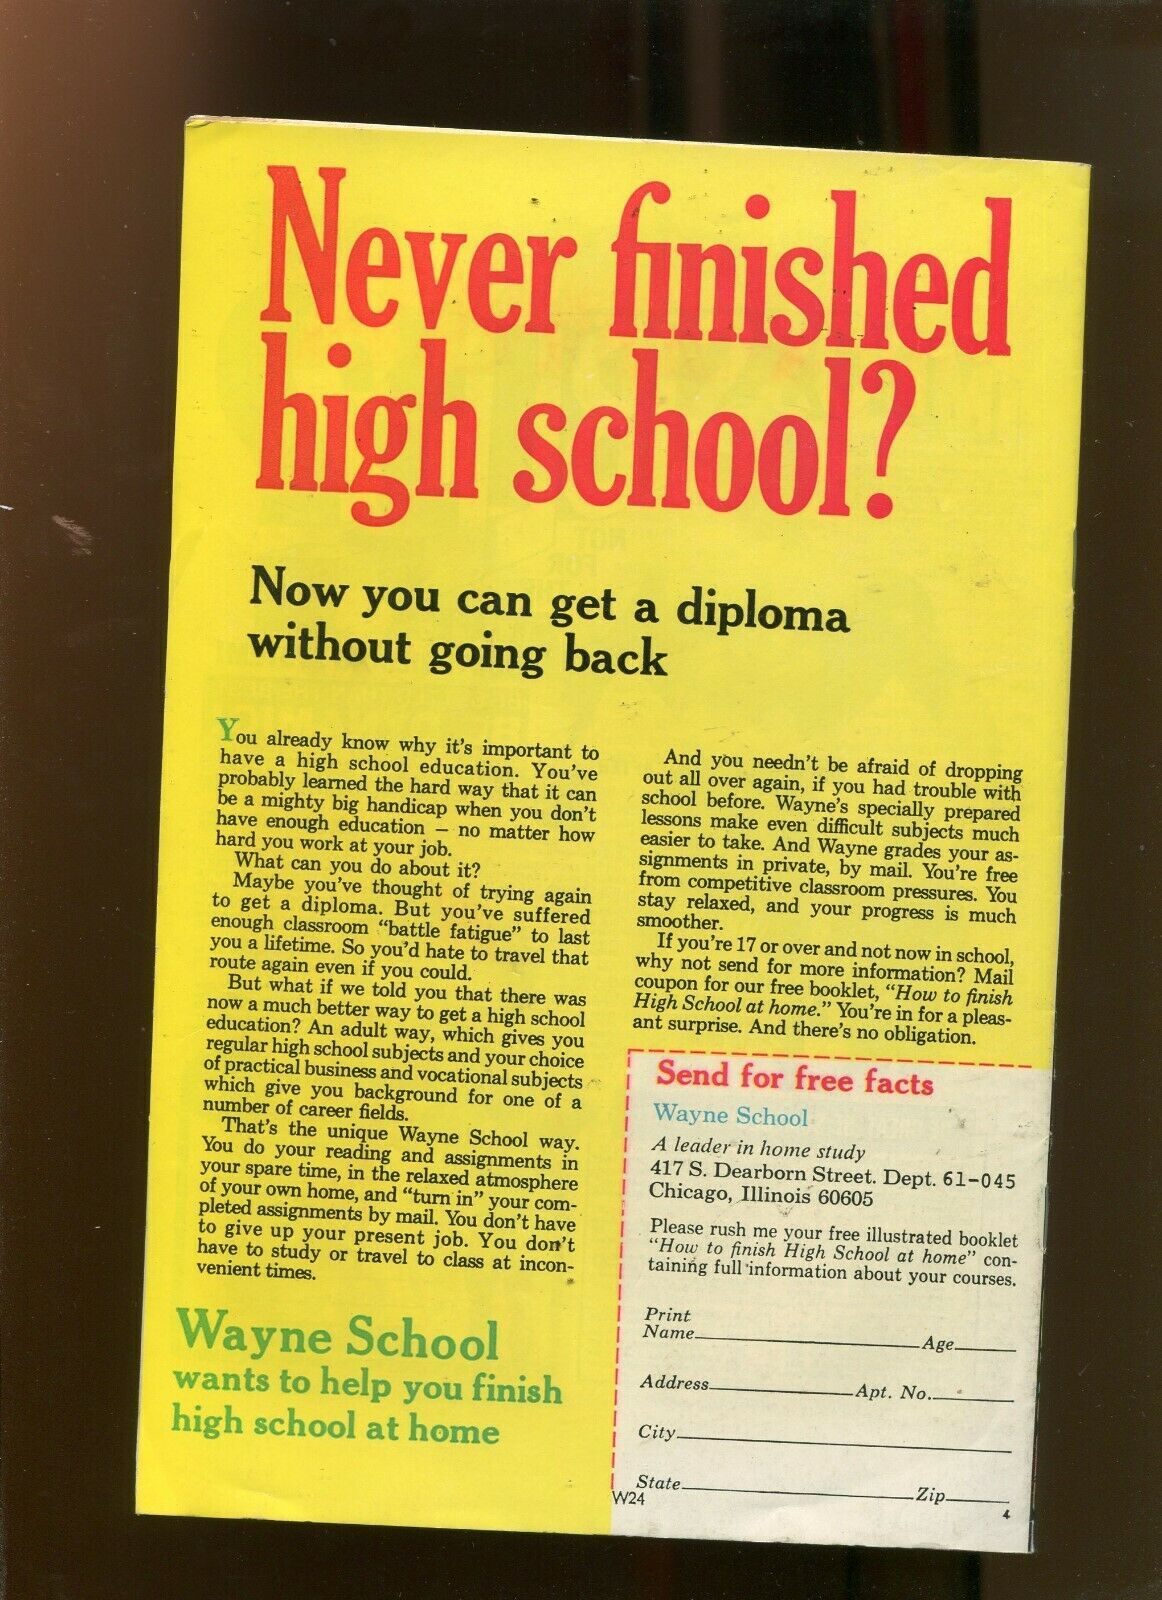 Never finished
high school?
Now you can get a diploma
without going back
You already know why it's important to
have a high school education. You've
probably learned the hard way that it can
be a mighty big handicap when you don't
have enough education – no matter how
hard you work at your job.
What can you do about it?
Maybe you've thought of trying again
to get a diploma. But you've suffered
enough classroom "battle fatigue" to last
you a lifetime. So you'd hate to travel that
route again even if you could.
But what if we told you that there was
now a much better way to get a high school
education? An adult way, which gives you
regular high school subjects and your choice
of practical business and vocational subjects
which give you background for one of a
number of career fields.
That's the unique Wayne School way.
You do your reading and assignments in
your spare time, in the relaxed atmosphere
of your own home, and "turn in" your com-
pleted assignments by mail. You don't have
to give up your present job. You don't
have to study or travel to class at incon-
venient times.
Wayne School
wants to help you finish
high school at home
And you needn't be afraid of dropping
out all over again, if you had trouble with
school before. Wayne's specially prepared
lessons make even difficult subjects much
easier to take. And Wayne grades your as-
signments in private, by mail. You're free
from competitive classroom pressures. You
stay relaxed, and your progress is much
smoother.
If you're 17 or over and not now in school,
why not send for more information? Mail
coupon for our free booklet, "How to finish
High School at home." You're in for a pleas-
ant surprise. And there's no obligation.
Send for free facts
Wayne School
A leader in home study
417 S. Dearborn Street. Dept. 61-045
Chicago, Illinois 60605
Please rush me your free illustrated booklet
"How to finish High School at home" con-
taining full information about your courses.
Print
Name Age
Address Apt. No.
City
State Zip
W24
4